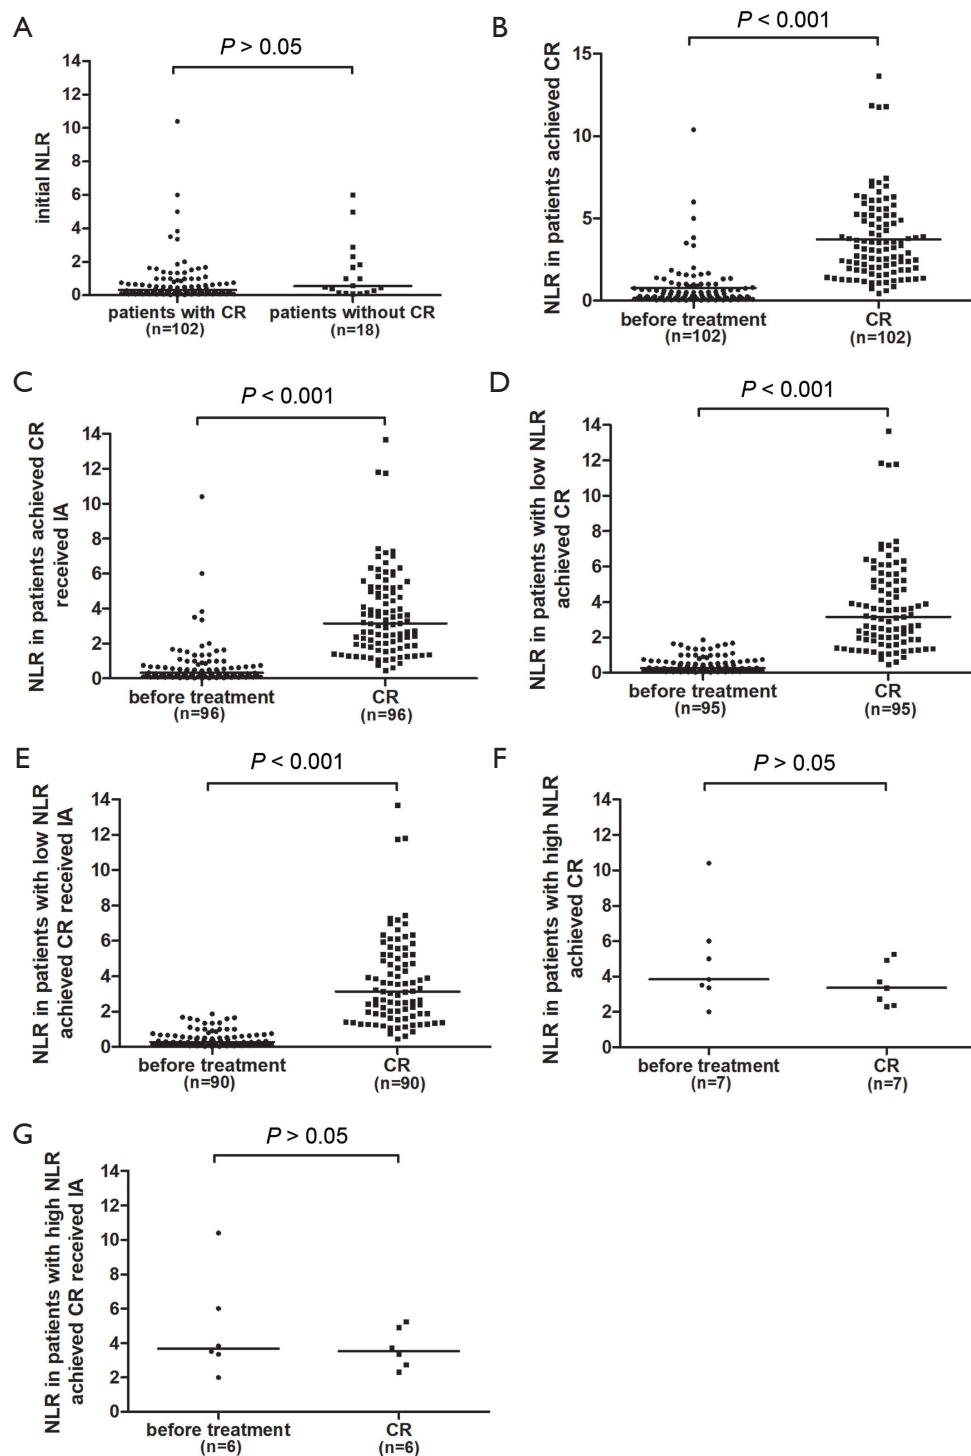 A
P > 0.05
initial NLR
14
12
10
8
6
4
2
0
patients with CR
(n=102)
patients without CR
(n=18)
B
P < 0.001
NLR in patients achieved CR
15
10
5
0
before treatment
(n=102)
CR
(n=102)
C
P < 0.001
NLR in patients achieved CR
received IA
14
12
10
8
6
4
2
0
before treatment
(n=96)
CR
(n=96)
D
P < 0.001
NLR in patients with low NLR
achieved CR
14
12
10
8
6
4
2
0
before treatment
(n=95)
CR
(n=95)
E
P < 0.001
NLR in patients with low NLR
achieved CR received IA
14
12
10
8
6
4
2
0
before treatment
(n=90)
CR
(n=90)
F
P > 0.05
NLR in patients with high NLR
achieved CR
14
12
10
8
6
4
2
0
before treatment
(n=7)
CR
(n=7)
G
P > 0.05
NLR in patients with high NLR
achieved CR received IA
14
12
10
8
6
4
2
0
before treatment
(n=6)
CR
(n=6)